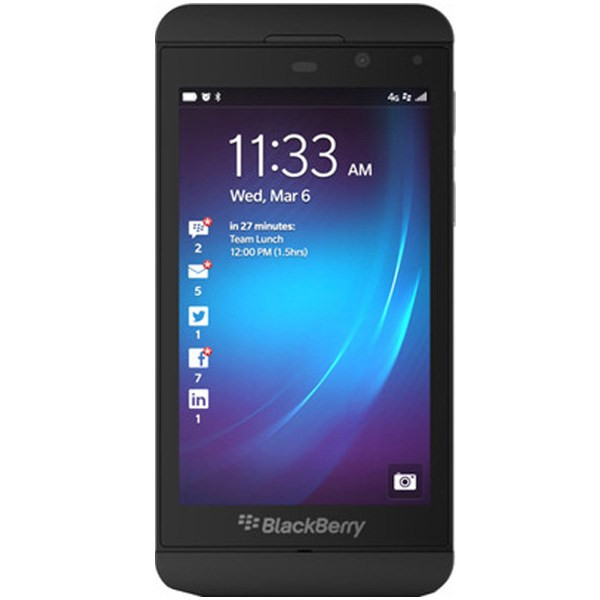 4G
11:33 AM
Wed, Mar 6
in 27 minutes:
Team Lunch
12:00 PM (1.5hrs)
2
5
1
f
7
in
1
BlackBerry